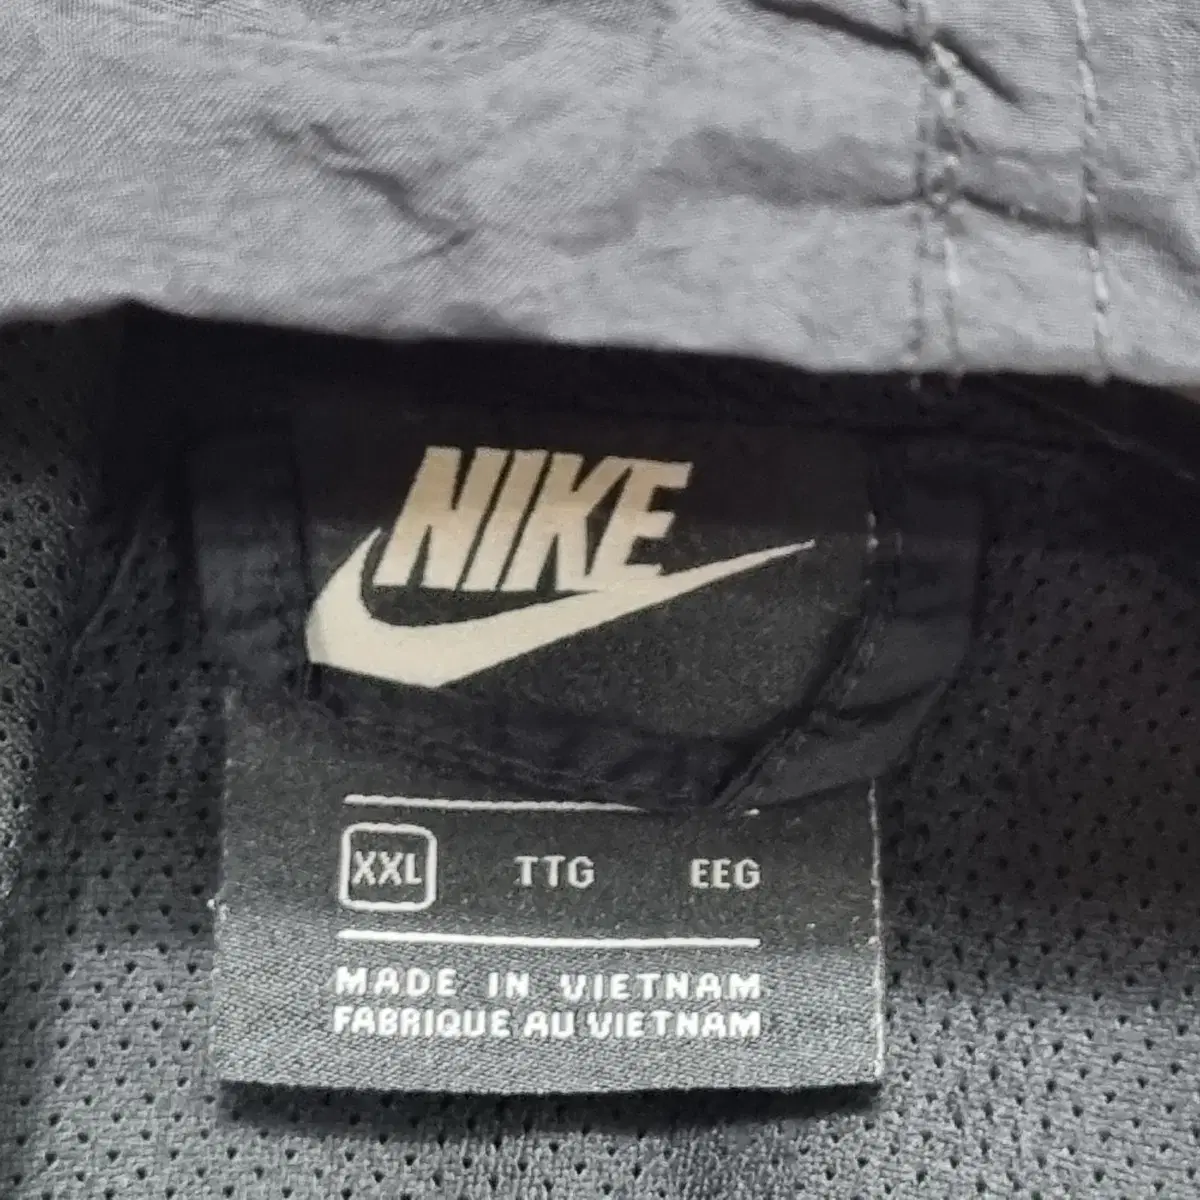 NIKE
XXL TTG EEG
MADE IN VIETNAM
FABRIQUE AU VIETNAM